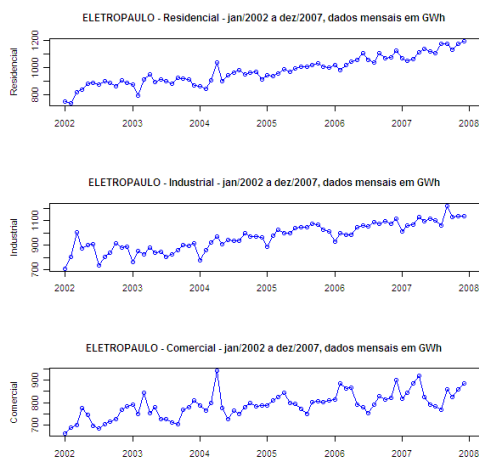 ELETROPAULO - Residencial - jan/2002 a dez/2007, dados mensais em GWh
Residencial
800 1000 1200
2002 2003 2004 2005 2006 2007 2008
ELETROPAULO - Industrial - jan/2002 a dez/2007, dados mensais em GWh
Industrial
700 900 1100
2002 2003 2004 2005 2006 2007 2008
ELETROPAULO - Comercial - jan/2002 a dez/2007, dados mensais em GWh
Comercial
700 800 900
2002 2003 2004 2005 2006 2007 2008